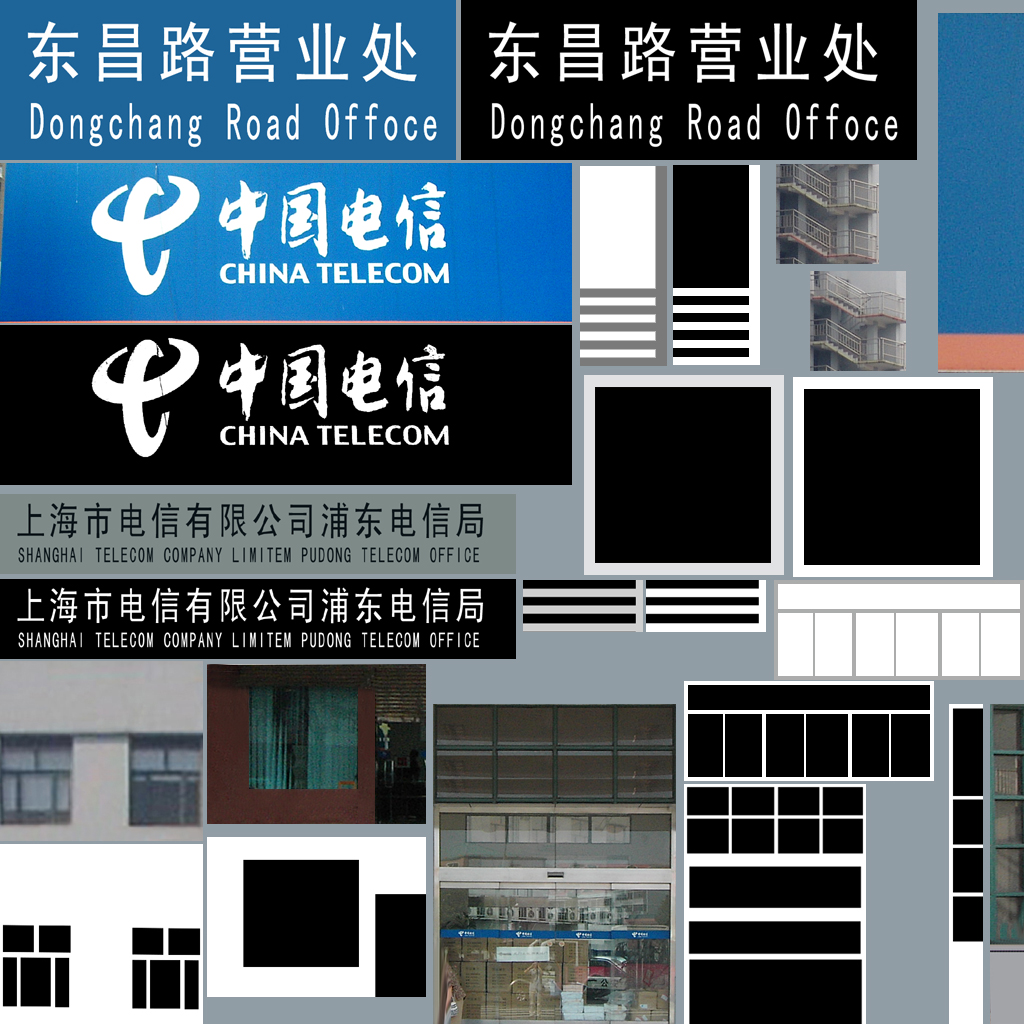 东昌路营业处
Dongchang Road Offoce
东昌路营业处
Dongchang Road Offoce
中国电信
CHINA TELECOM
中国电信
CHINA TELECOM
上海市电信有限公司浦东电信局
SHANGHAI TELECOM COMPANY LIMITEM PUDONG TELECOM OFFICE
上海市电信有限公司浦东电信局
SHANGHAI TELECOM COMPANY LIMITEM PUDONG TELECOM OFFICE